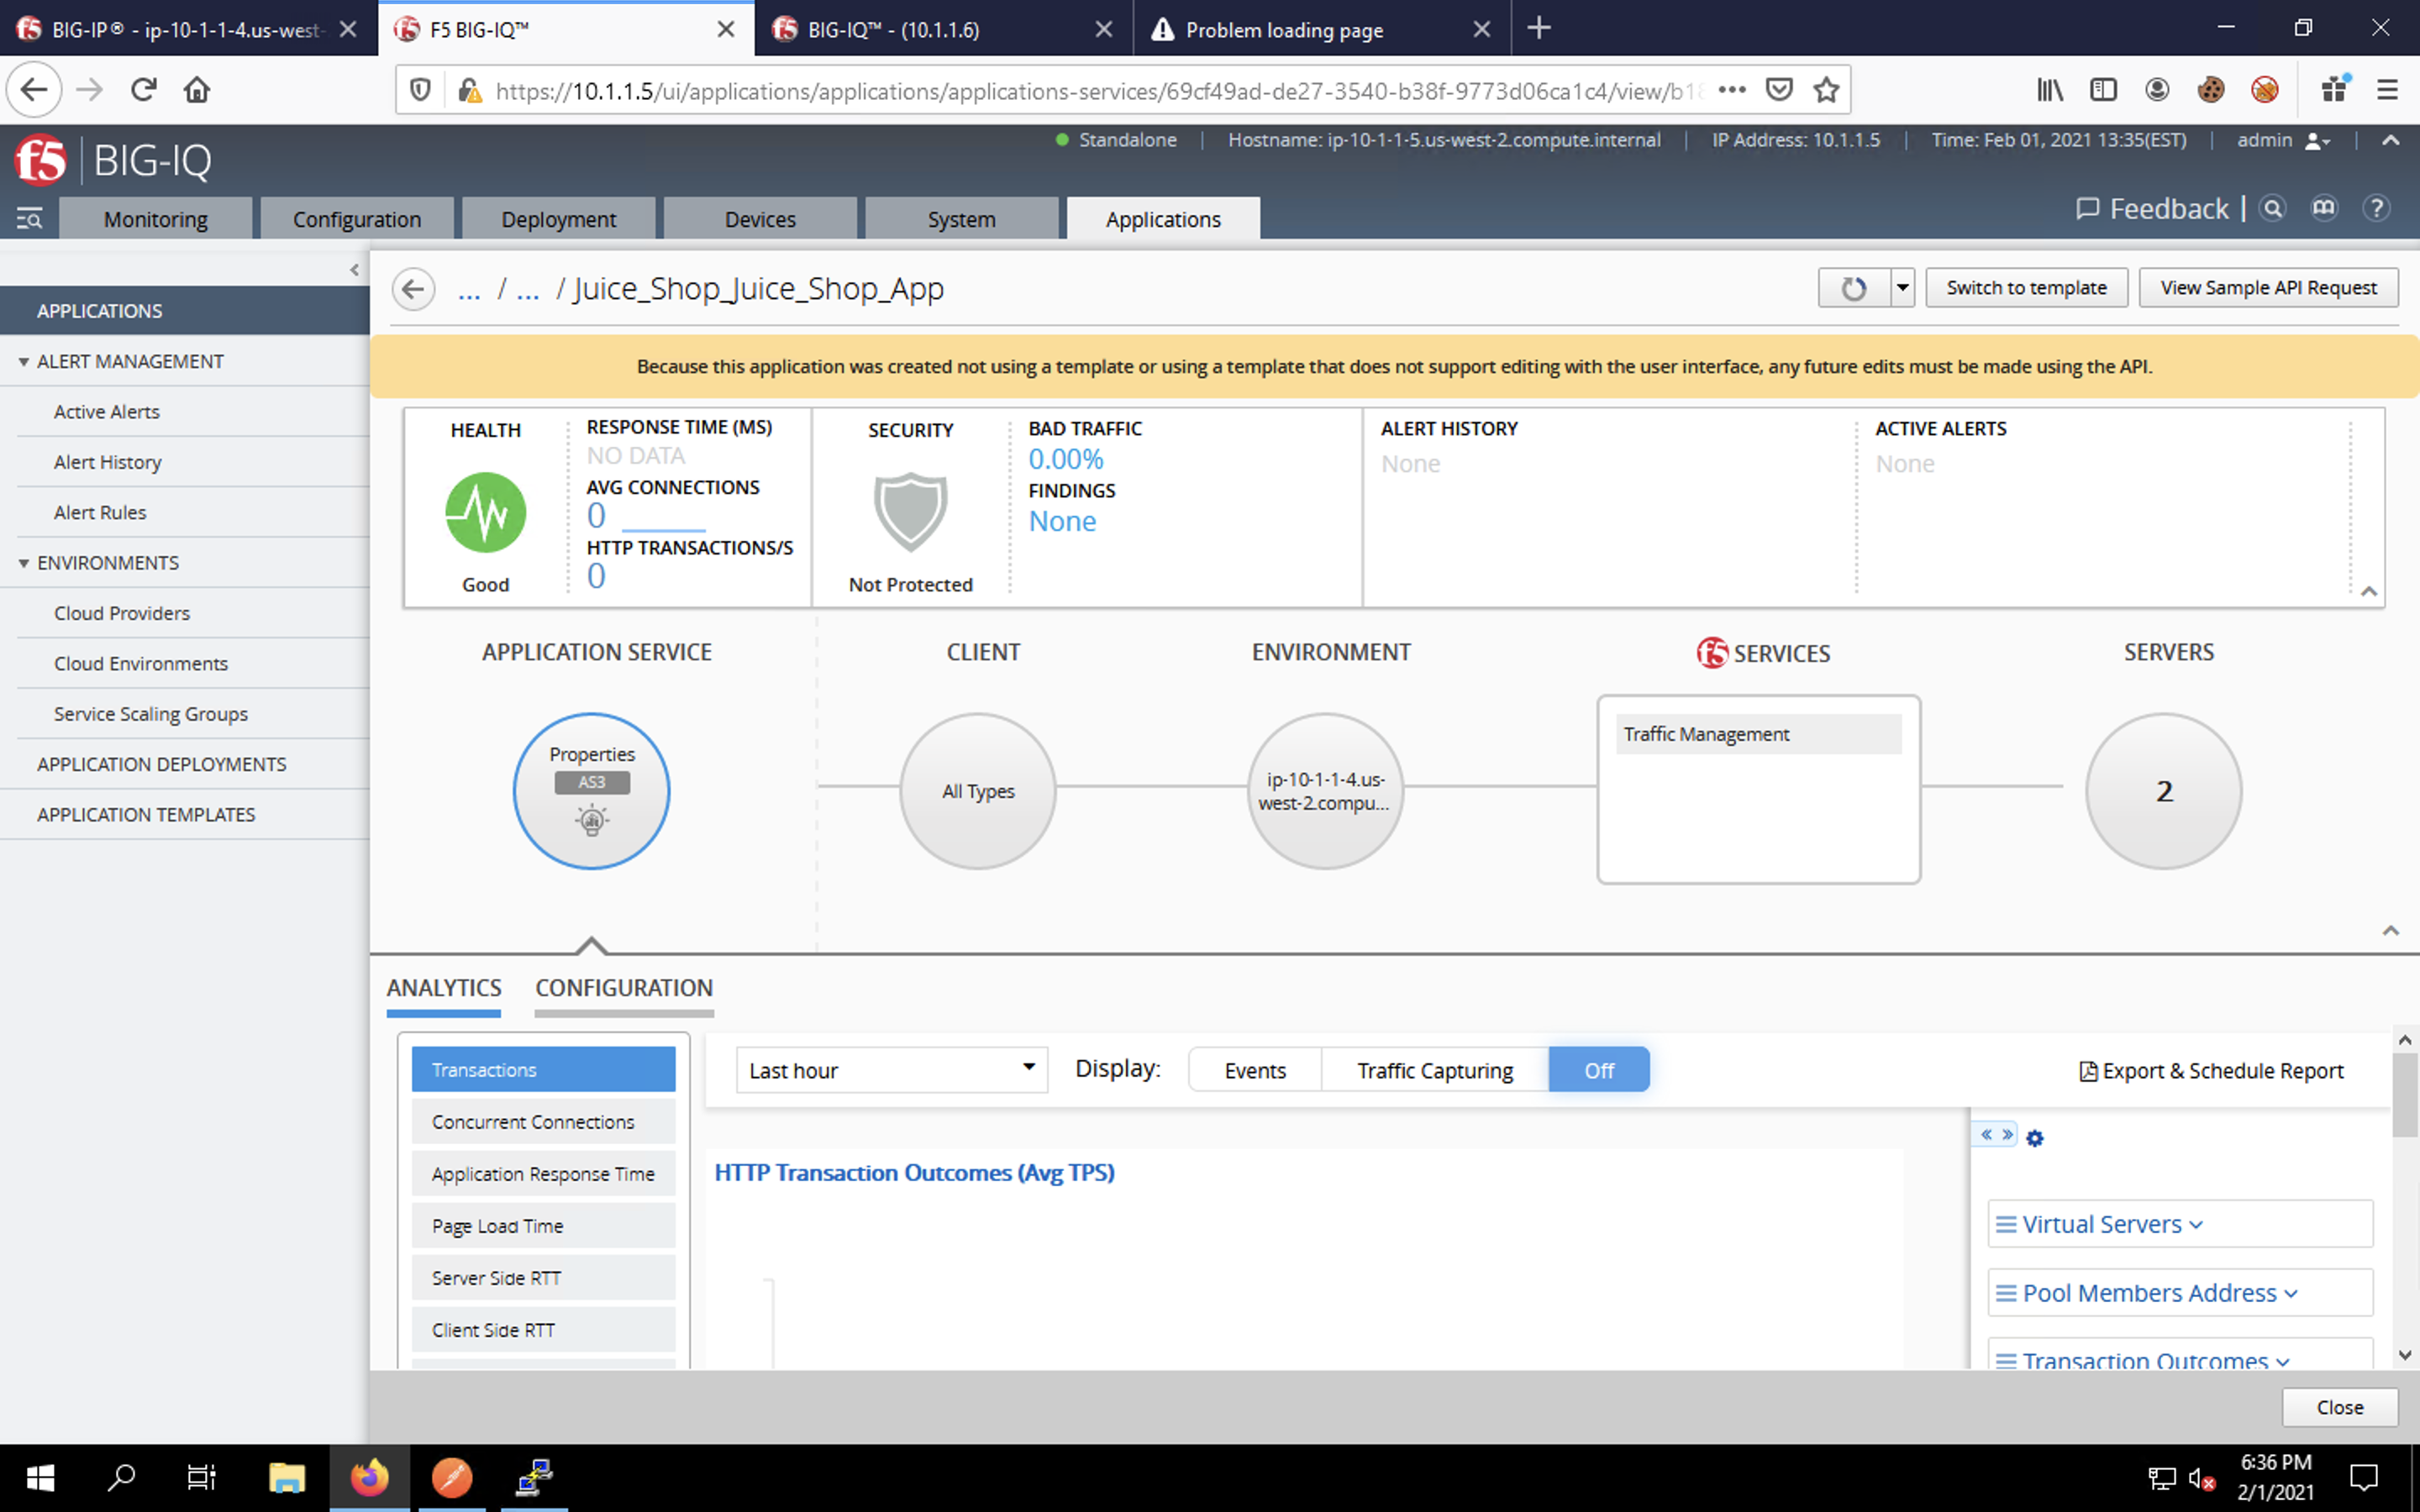 BIG-IP® - ip-10-1-1-4.us-west-
F5 BIG-IQ™
BIG-IQ™ - (10.1.1.6)
Problem loading page
https://10.1.1.5/ui/applications/applications/applications-services/69cf49ad-de27-3540-b38f-9773d06ca1c4/view/b18
f5 BIG-IQ
Standalone | Hostname: ip-10-1-1-5.us-west-2.compute.internal | IP Address: 10.1.1.5 | Time: Feb 01, 2021 13:35(EST) | admin
Monitoring
Configuration
Deployment
Devices
System
Applications
Feedback | ?
APPLICATIONS
ALERT MANAGEMENT
Active Alerts
Alert History
Alert Rules
ENVIRONMENTS
Cloud Providers
Cloud Environments
Service Scaling Groups
APPLICATION DEPLOYMENTS
APPLICATION TEMPLATES
... / ... / Juice_Shop_Juice_Shop_App
Switch to template
View Sample API Request
Because this application was created not using a template or using a template that does not support editing with the user interface, any future edits must be made using the API.
HEALTH
Good
RESPONSE TIME (MS)
NO DATA
AVG CONNECTIONS
0
HTTP TRANSACTIONS/S
0
SECURITY
Not Protected
BAD TRAFFIC
0.00%
FINDINGS
None
ALERT HISTORY
None
ACTIVE ALERTS
None
APPLICATION SERVICE
CLIENT
ENVIRONMENT
f5 SERVICES
SERVERS
Properties
AS3
All Types
ip-10-1-1-4.us-
west-2.compu...
Traffic Management
2
ANALYTICS
CONFIGURATION
Transactions
Concurrent Connections
Application Response Time
Page Load Time
Server Side RTT
Client Side RTT
Last hour
Display:
Events
Traffic Capturing
Off
Export & Schedule Report
HTTP Transaction Outcomes (Avg TPS)
Virtual Servers
Pool Members Address
Transaction Outcomes
Close
6:36 PM
2/1/2021